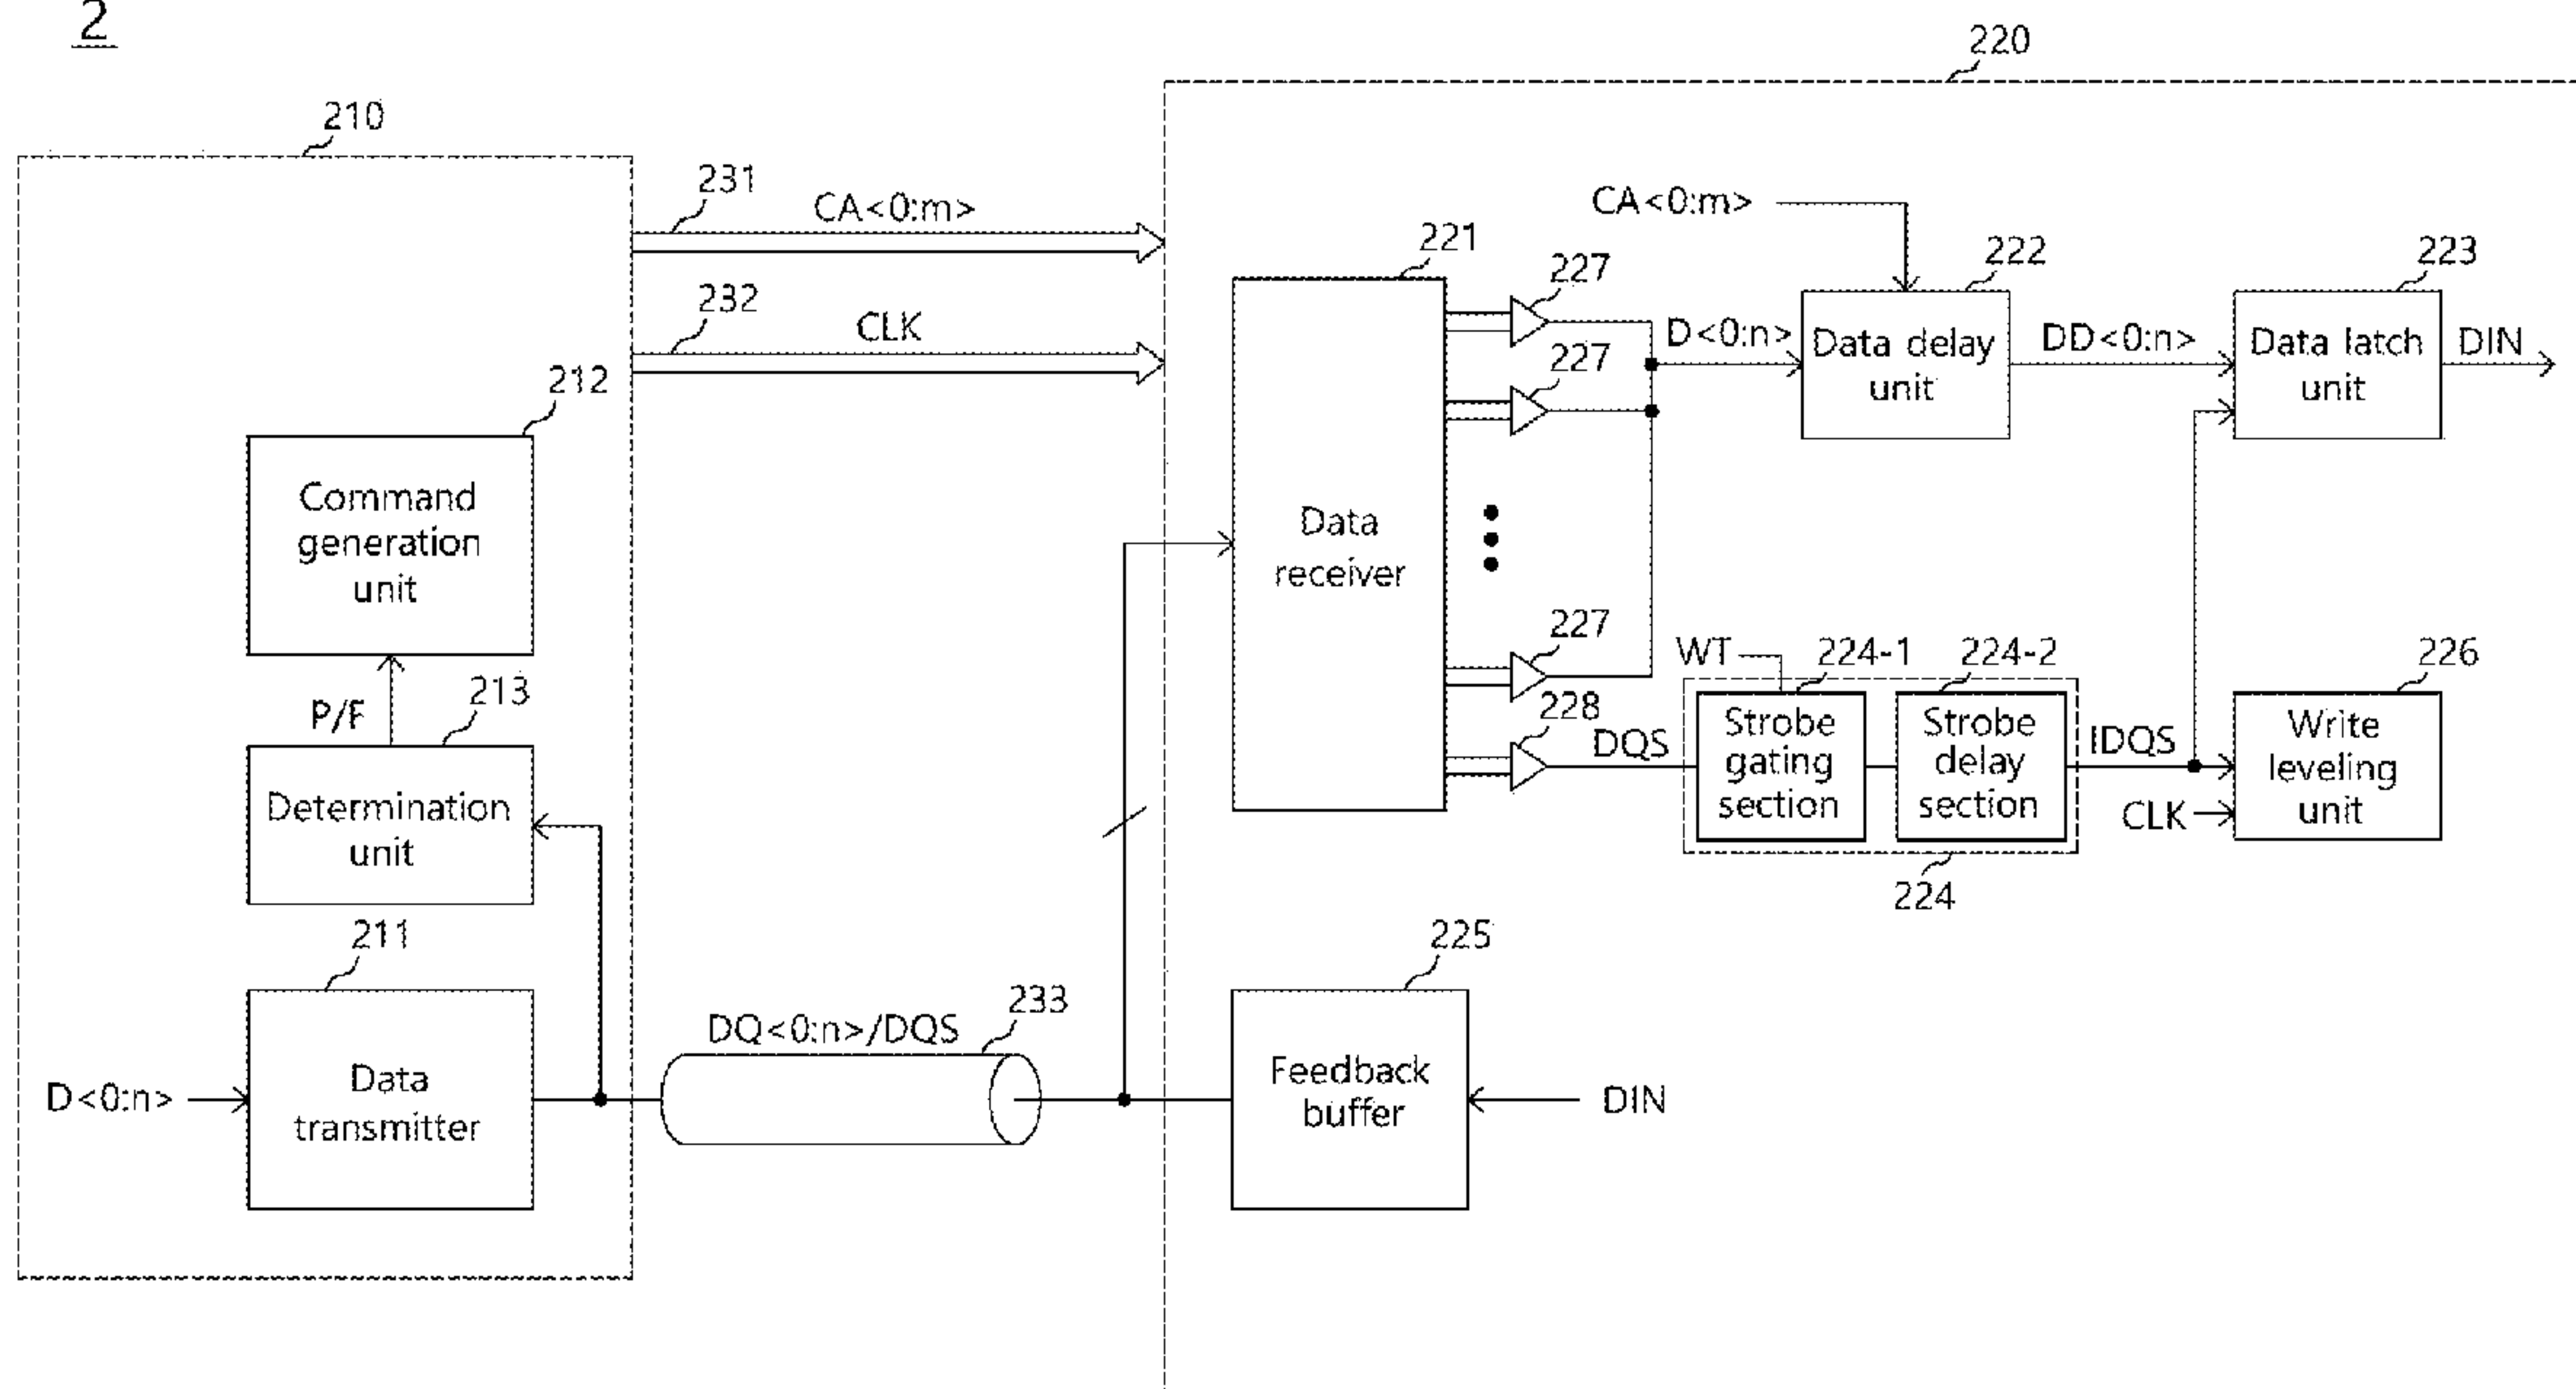 2
220
210
231
CA<0:m>
CA<0:m>
221
227
222
223
232
CLK
D<0:n>
Data delay
unit
DD<0:n>
Data latch
unit
DIN
227
212
Command
generation
unit
Data
receiver
227
WT
224-1
224-2
226
P/F
213
228
DQS
Strobe
gating
section
Strobe
delay
section
IDQS
Write
leveling
unit
CLK
Determination
unit
224
211
225
233
DQ<0:n>/DQS
D<0:n>
Data
transmitter
Feedback
buffer
DIN